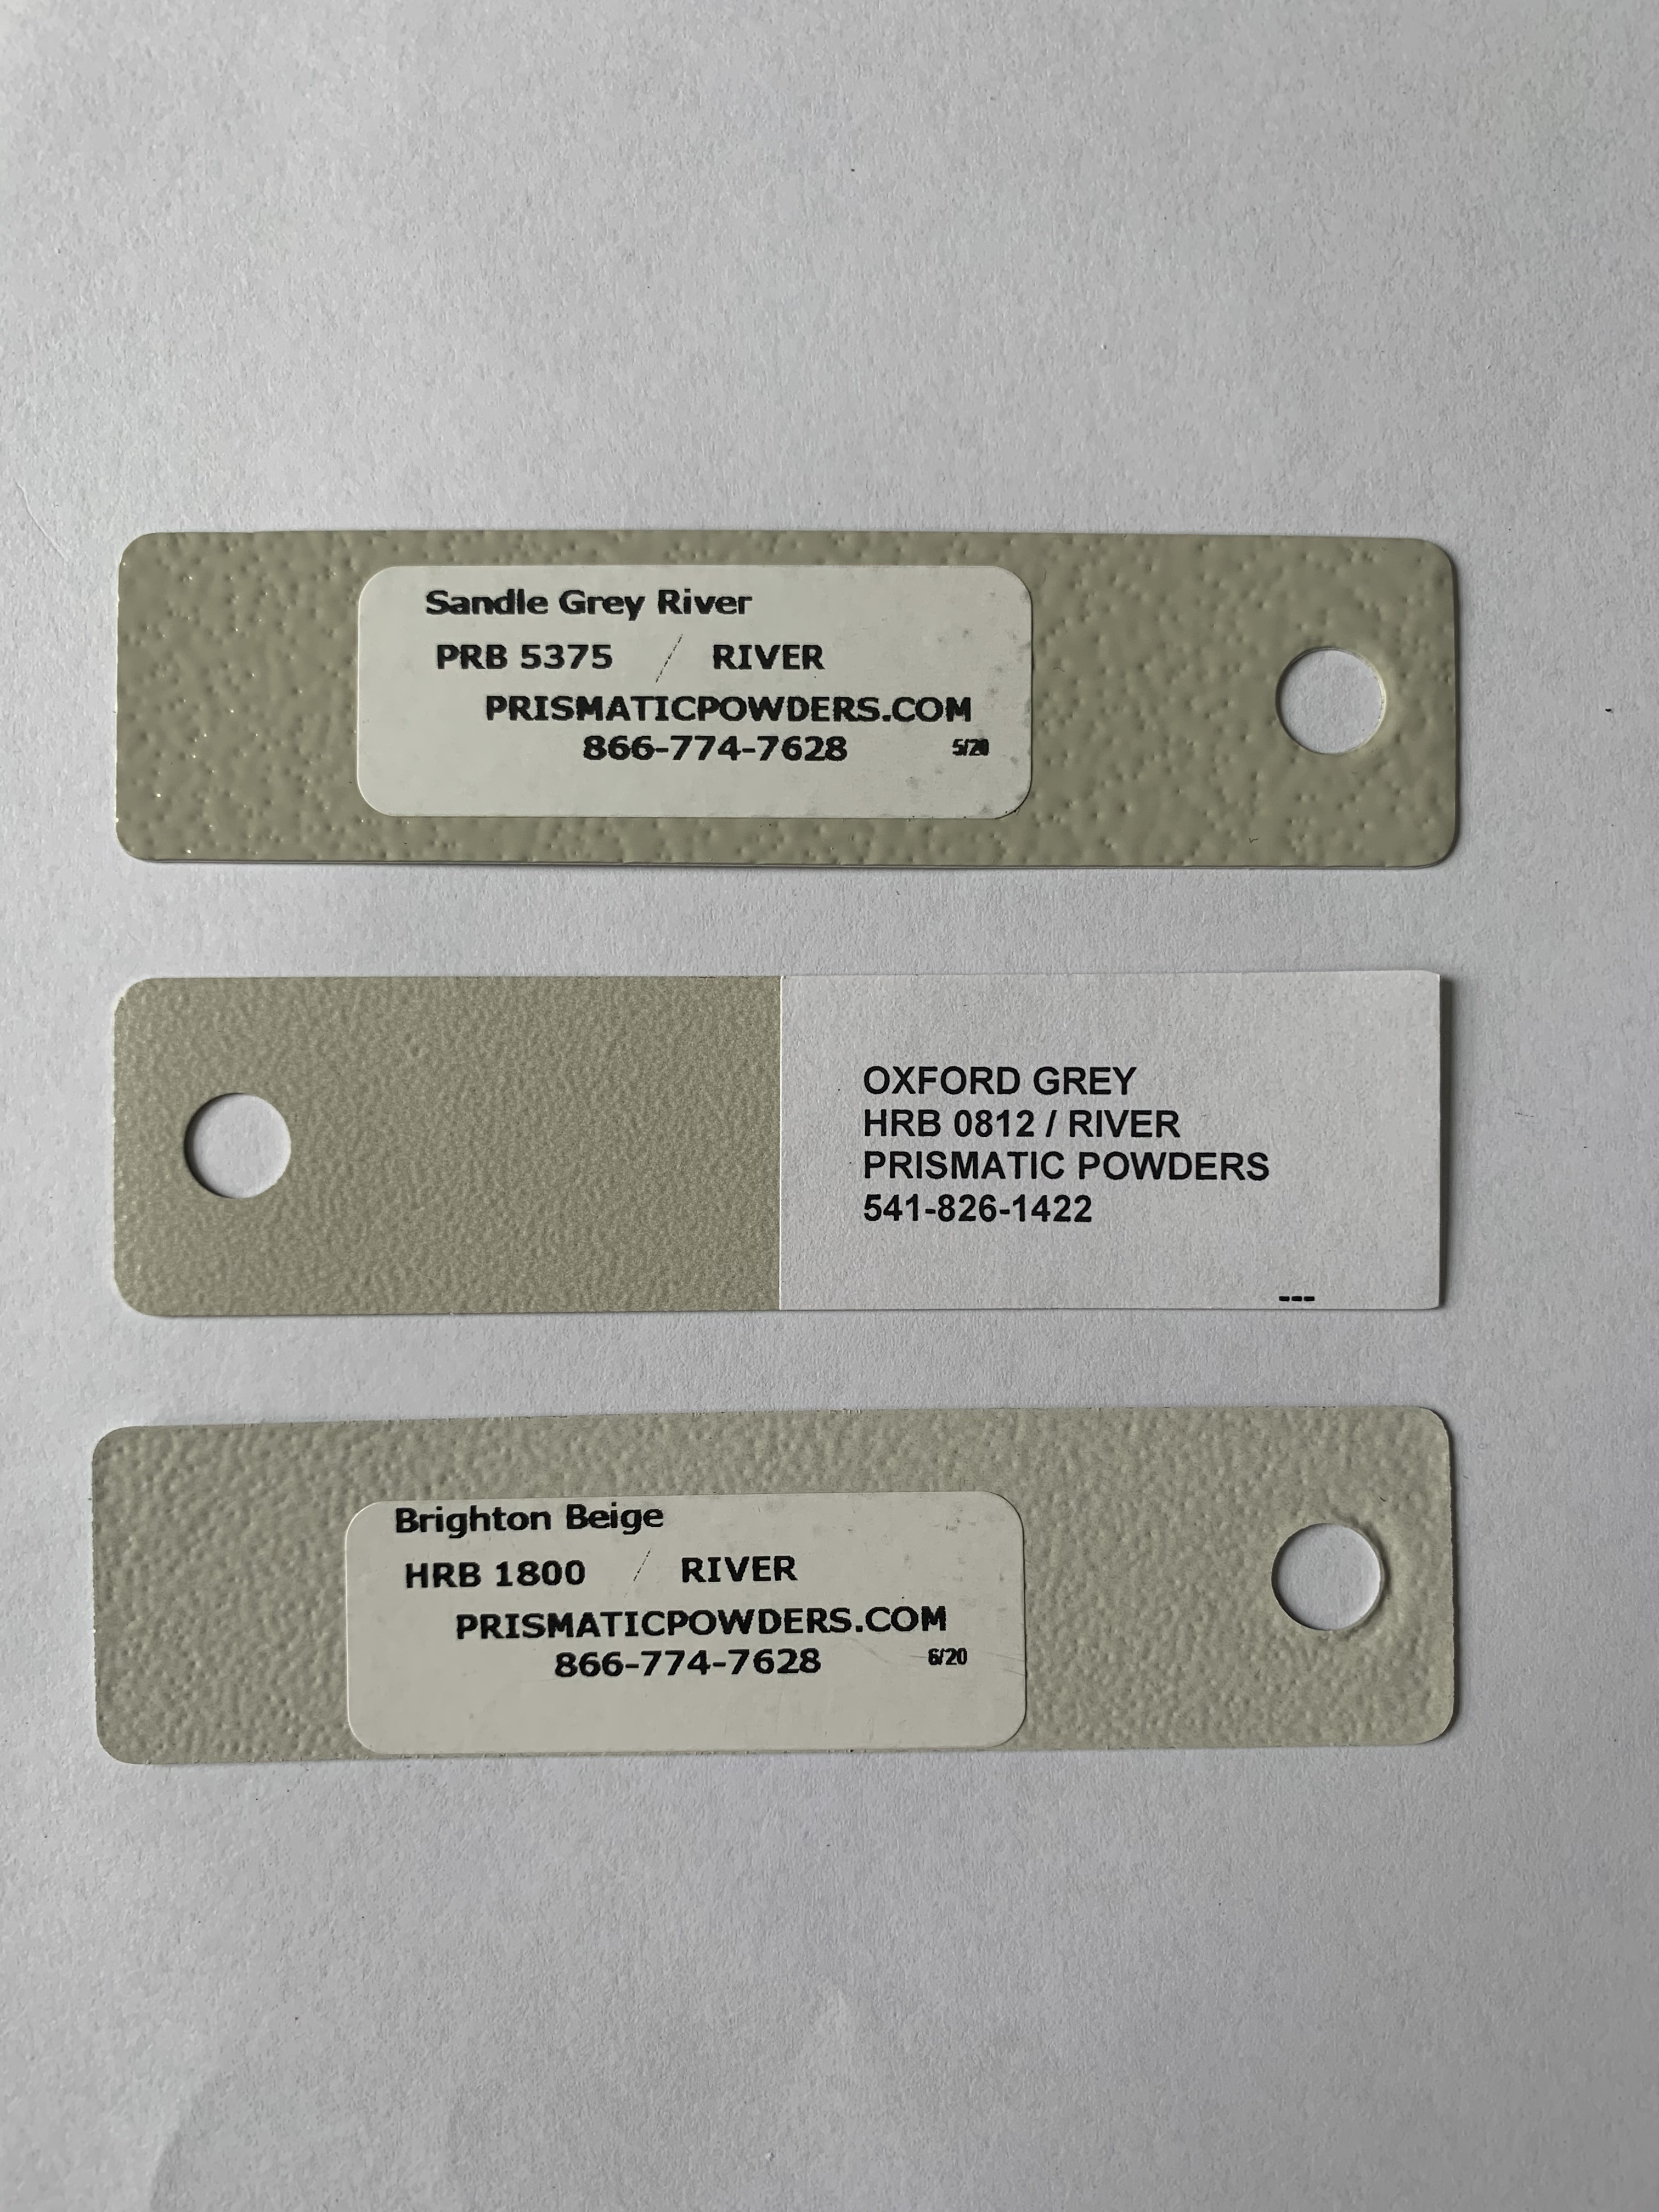 Sandle Grey River
PRB 5375 / RIVER
PRISMATICPOWDERS.COM
866-774-7628 5/20
OXFORD GREY
HRB 0812 / RIVER
PRISMATIC POWDERS
541-826-1422
---
Brighton Beige
HRB 1800 / RIVER
PRISMATICPOWDERS.COM
866-774-7628 6/20